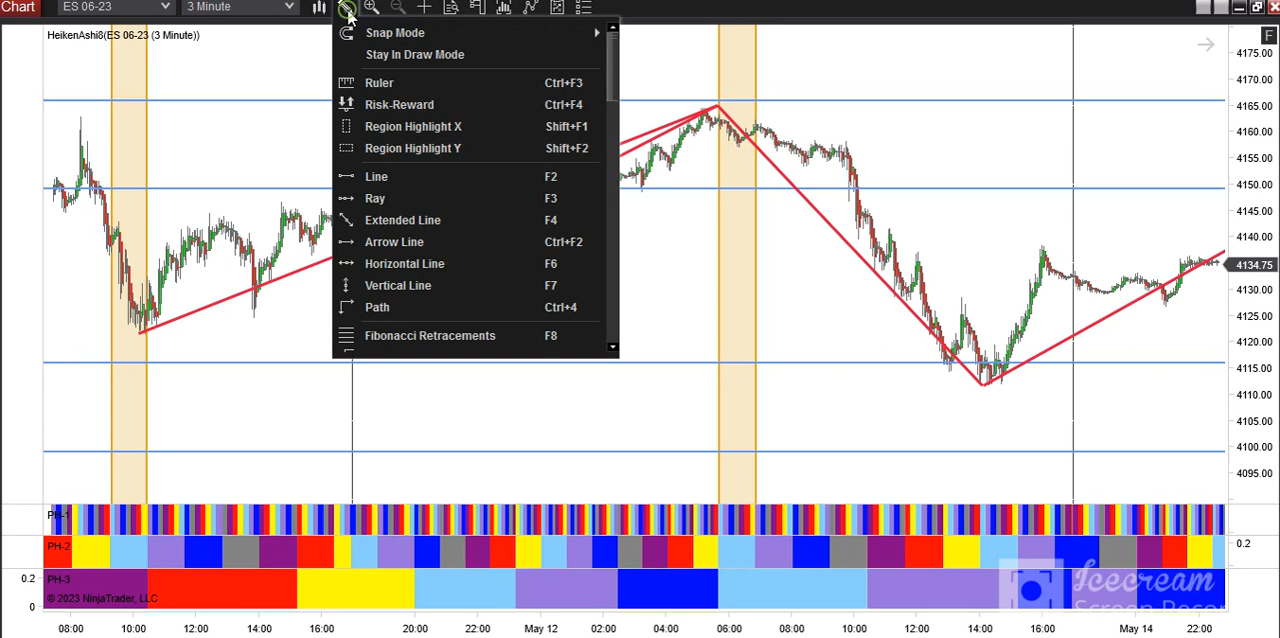 Chart ES 06-23 3 Minute
HeikenAshi8(ES 06-23 (3 Minute))
F
Snap Mode
Stay In Draw Mode
Ruler Ctrl+F3
Risk-Reward Ctrl+F4
Region Highlight X Shift+F1
Region Highlight Y Shift+F2
Line F2
Ray F3
Extended Line F4
Arrow Line Ctrl+F2
Horizontal Line F6
Vertical Line F7
Path Ctrl+4
Fibonacci Retracements F8
4175.00
4170.00
4165.00
4160.00
4155.00
4150.00
4145.00
4140.00
4134.75
4130.00
4125.00
4120.00
4115.00
4110.00
4105.00
4100.00
4095.00
PH-1
PH-2
0.2
0.2
PH-3
0
© 2023 NinjaTrader, LLC
Icecream
Screen Recor
08:00 10:00 12:00 14:00 16:00 20:00 22:00 May 12 02:00 04:00 06:00 08:00 10:00 12:00 14:00 16:00 May 14 22:00